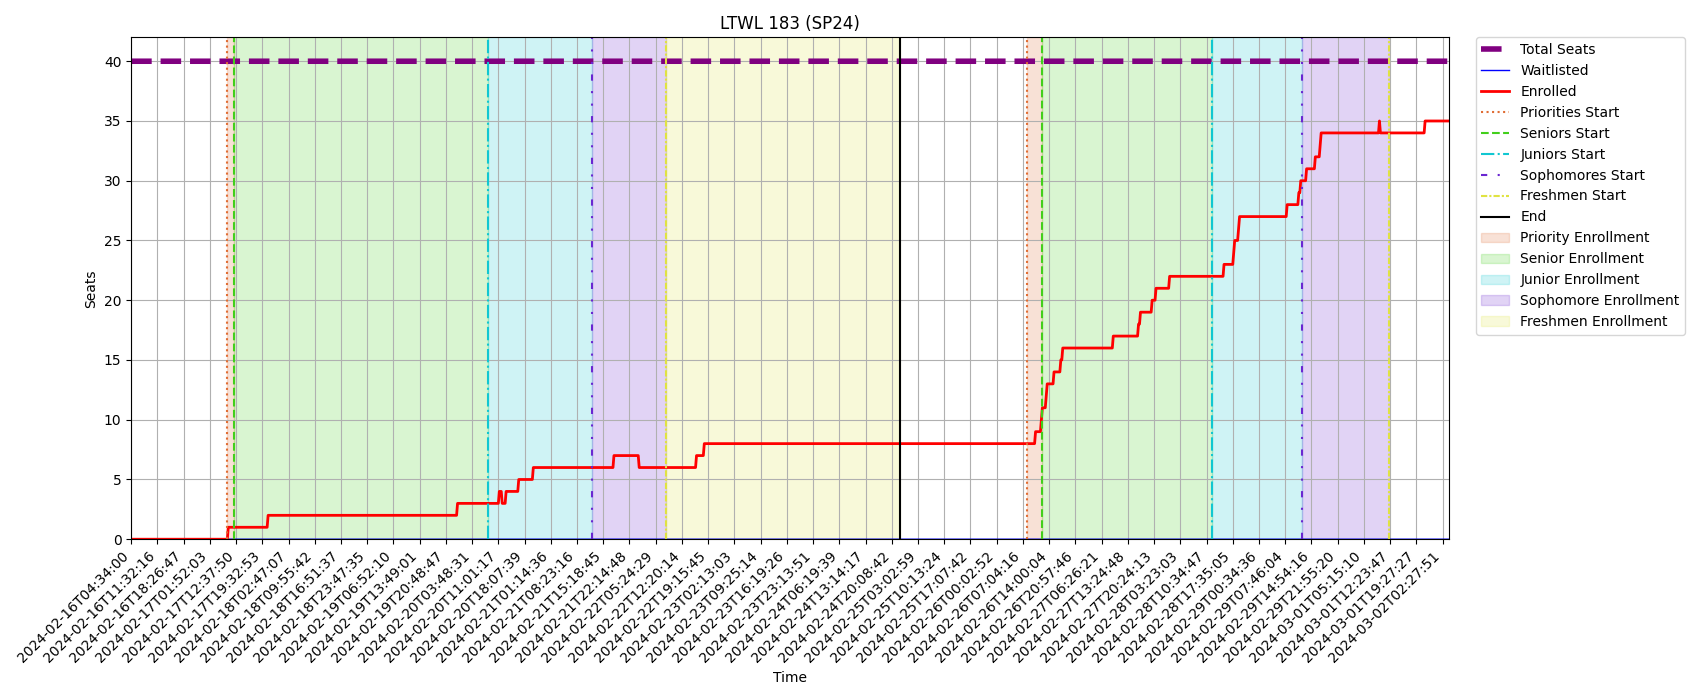 LTWL 183 (SP24)
Seats
40
35
30
25
20
15
10
5
0
2024-02-16T04:34:00
2024-02-16T11:32:16
2024-02-16T18:26:47
2024-02-17T01:52:03
2024-02-17T12:37:50
2024-02-17T19:32:53
2024-02-18T02:47:07
2024-02-18T09:55:42
2024-02-18T16:51:37
2024-02-18T23:47:35
2024-02-19T06:52:10
2024-02-19T13:49:01
2024-02-19T20:48:47
2024-02-20T03:48:31
2024-02-20T11:01:17
2024-02-20T18:07:39
2024-02-21T01:14:36
2024-02-21T08:23:16
2024-02-21T15:18:45
2024-02-21T22:14:48
2024-02-22T05:24:29
2024-02-22T12:20:14
2024-02-22T19:15:45
2024-02-23T02:13:03
2024-02-23T09:25:14
2024-02-23T16:19:26
2024-02-23T23:13:51
2024-02-24T06:19:39
2024-02-24T13:14:17
2024-02-24T20:08:42
2024-02-25T03:02:59
2024-02-25T10:13:24
2024-02-25T17:07:42
2024-02-26T00:02:52
2024-02-26T07:04:16
2024-02-26T14:00:04
2024-02-26T20:57:46
2024-02-27T06:26:21
2024-02-27T13:24:48
2024-02-27T20:24:13
2024-02-28T03:23:03
2024-02-28T10:34:47
2024-02-28T17:35:05
2024-02-29T00:34:36
2024-02-29T07:46:04
2024-02-29T14:54:16
2024-02-29T21:55:20
2024-03-01T05:15:10
2024-03-01T12:23:47
2024-03-01T19:27:27
2024-03-02T02:27:51
Time
Total Seats
Waitlisted
Enrolled
Priorities Start
Seniors Start
Juniors Start
Sophomores Start
Freshmen Start
End
Priority Enrollment
Senior Enrollment
Junior Enrollment
Sophomore Enrollment
Freshmen Enrollment